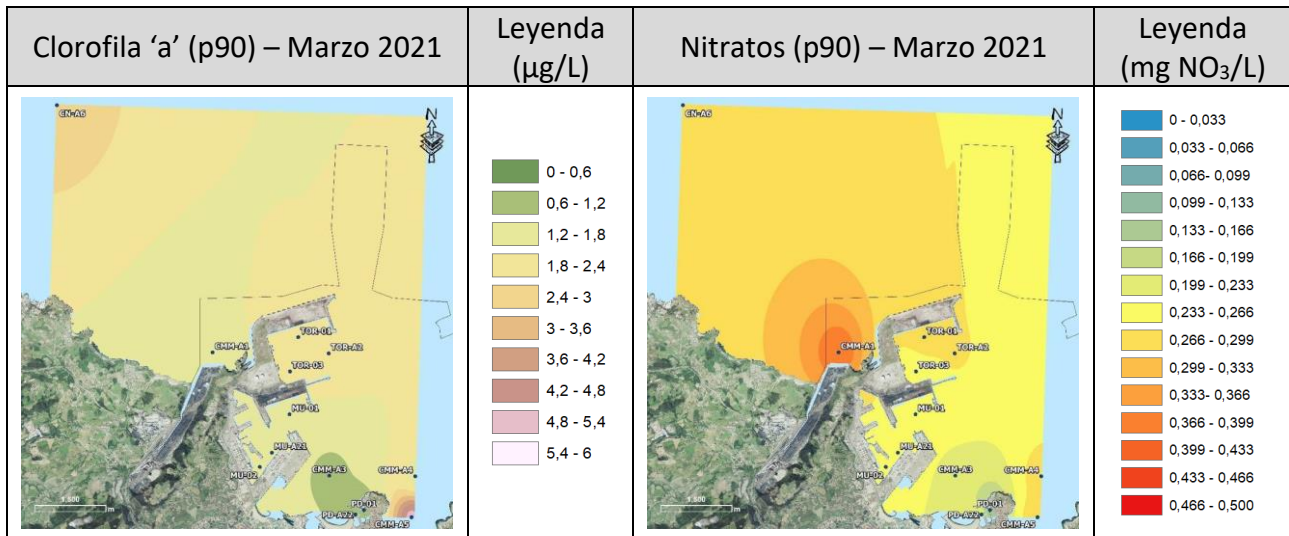 Clorofila ‘a’ (p90) – Marzo 2021
Leyenda
(µg/L)
Nitratos (p90) – Marzo 2021
Leyenda
(mg NO₃/L)
CN-A6
N
TOR-01
CMM-A1
TOR-A2
TOR-03
MU-01
MU-A21
MU-02
CMM-A3
CMM-A4
PD-01
PD-A22
CMM-A5
1.500
m
0 - 0,6
0,6 - 1,2
1,2 - 1,8
1,8 - 2,4
2,4 - 3
3 - 3,6
3,6 - 4,2
4,2 - 4,8
4,8 - 5,4
5,4 - 6
CN-A6
N
TOR-01
CMM-A1
TOR-A2
TOR-03
MU-01
MU-A21
MU-02
CMM-A3
CMM-A4
PD-01
PD-A22
CMM-A5
1.500
m
0 - 0,033
0,033 - 0,066
0,066- 0,099
0,099 - 0,133
0,133 - 0,166
0,166 - 0,199
0,199 - 0,233
0,233 - 0,266
0,266 - 0,299
0,299 - 0,333
0,333- 0,366
0,366 - 0,399
0,399 - 0,433
0,433 - 0,466
0,466 - 0,500